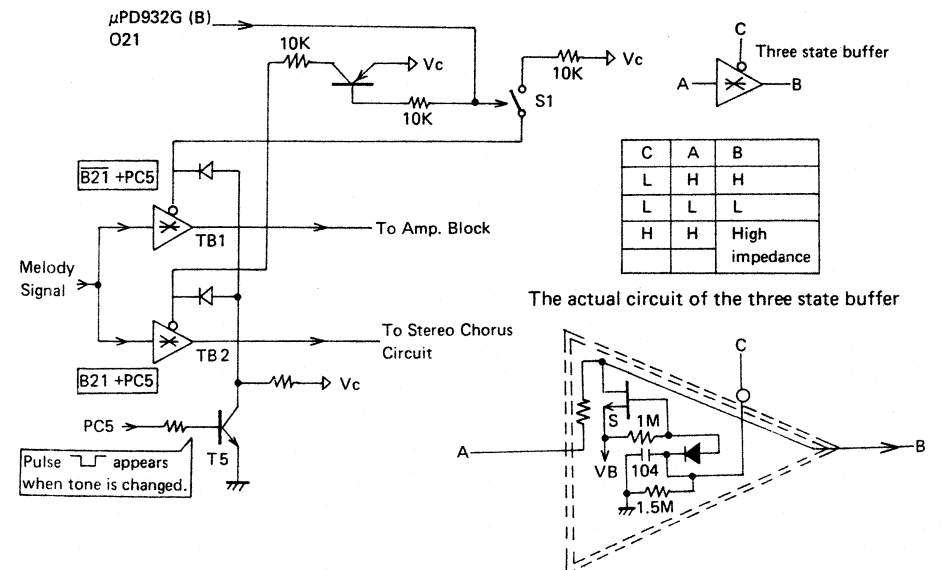 μPD932G (B)
O21
10K
Vc
10K
S1
10K
Vc
C
Three state buffer
A
B
C A B
L H H
L L L
H H High
impedance
B21 +PC5
TB1
To Amp. Block
Melody
Signal
TB2
To Stereo Chorus
Circuit
B21 +PC5
Vc
PC5
T5
Pulse appears
when tone is changed.
The actual circuit of the three state buffer
C
S
1M
A
VB
104
1.5M
B